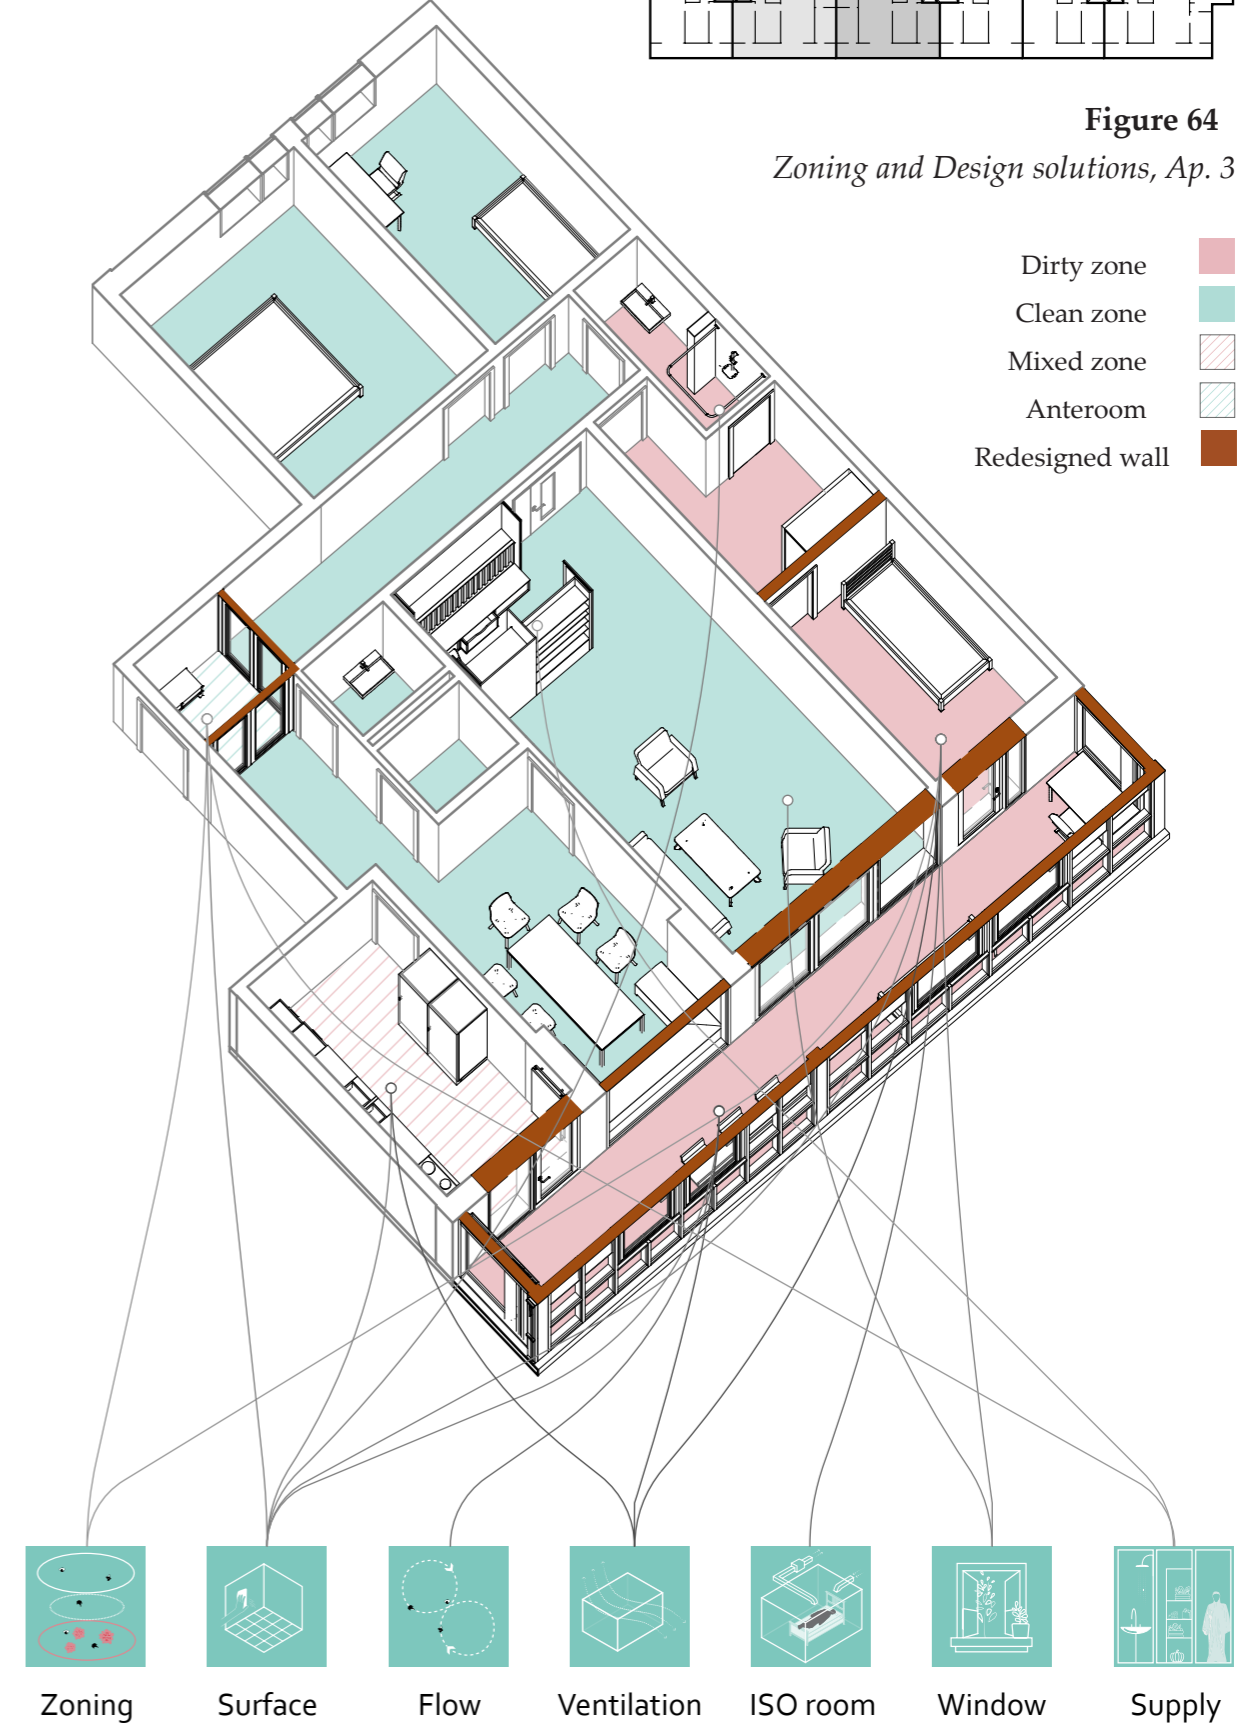 Figure 64
Zoning and Design solutions, Ap. 3
Dirty zone
Clean zone
Mixed zone
Anteroom
Redesigned wall
Zoning
Surface
Flow
Ventilation
ISO room
Window
Supply